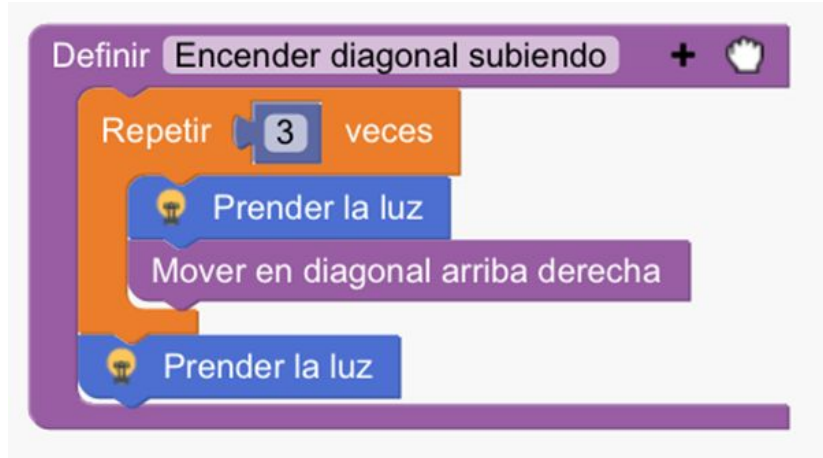 Definir Encender diagonal subiendo +
Repetir 3 veces
Prender la luz
Mover en diagonal arriba derecha
Prender la luz